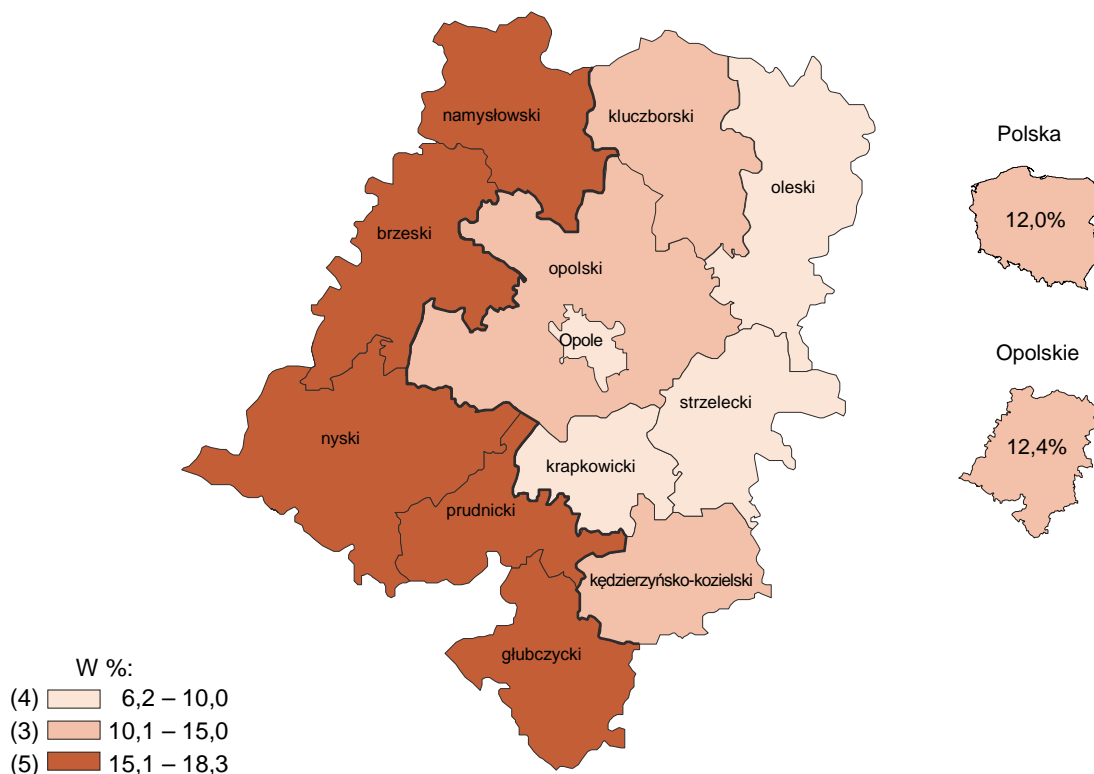 namysłowski
kluczborski
oleski
brzeski
opolski
Opole
strzelecki
nyski
krapkowicki
prudnicki
kędzierzyńsko-kozielski
głubczycki
Polska
12,0%
Opolskie
12,4%
W %:
(4) 6,2 – 10,0
(3) 10,1 – 15,0
(5) 15,1 – 18,3